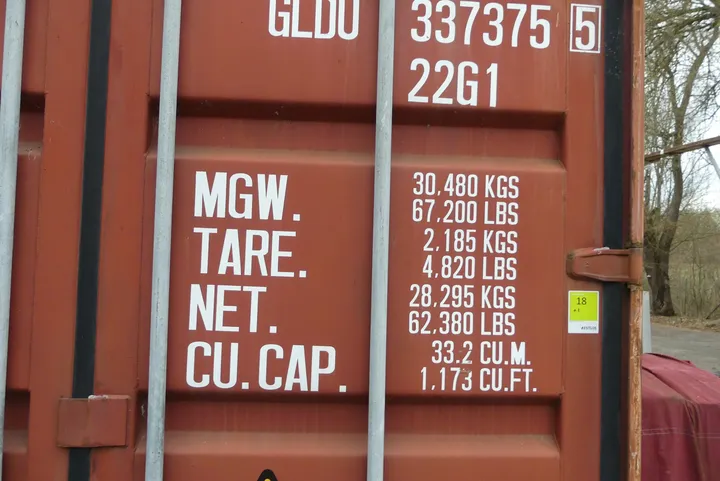 GLDU 337375 5
22G1
MGW. 30,480 KGS
67,200 LBS
TARE. 2,185 KGS
4,820 LBS
NET. 28,295 KGS
62,380 LBS
CU.CAP. 33.2 CU.M.
1,173 CU.FT.
18